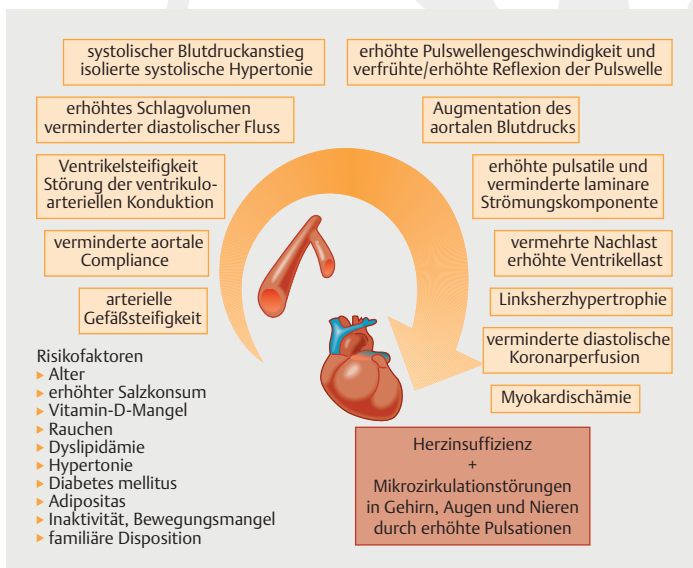 systolischer Blutdruckanstieg
isolierte systolische Hypertonie
erhöhte Pulswellengeschwindigkeit und
verfrühte/erhöhte Reflexion der Pulswelle
erhöhtes Schlagvolumen
verminderter diastolischer Fluss
Augmentation des
aortalen Blutdrucks
Ventrikelsteifigkeit
Störung der ventrikulo-
arteriellen Konduktion
erhöhte pulsatile und
verminderte laminare
Strömungskomponente
verminderte aortale
Compliance
vermehrte Nachlast
erhöhte Ventrikellast
arterielle
Gefäßsteifigkeit
Linksherzhypertrophie
verminderte diastolische
Koronarperfusion
Myokardischämie
Risikofaktoren
▸ Alter
▸ erhöhter Salzkonsum
▸ Vitamin-D-Mangel
▸ Rauchen
▸ Dyslipidämie
▸ Hypertonie
▸ Diabetes mellitus
▸ Adipositas
▸ Inaktivität, Bewegungsmangel
▸ familiäre Disposition
Herzinsuffizienz
+
Mikrozirkulationstörungen
in Gehirn, Augen und Nieren
durch erhöhte Pulsationen